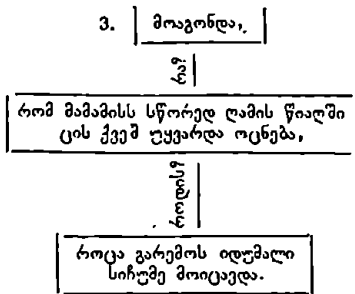 3. მოაგონდა,
რა?
რომ მამამისს სწორედ ღამის წიაღში
ცის ქვეშ უყვარდა ოცნება,
როდის?
როცა გარემოს იდუმალი
სიჩუმე მოიცავდა.